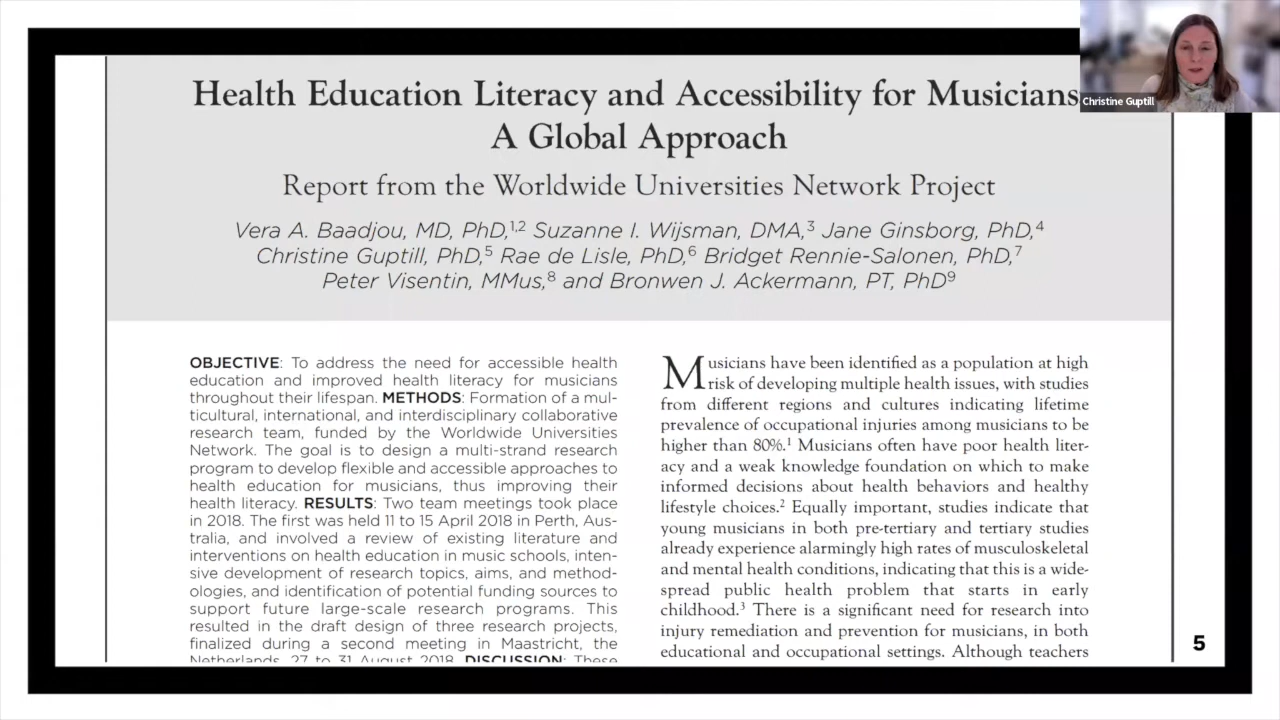 Health Education Literacy and Accessibility for Musicians
A Global Approach
Report from the Worldwide Universities Network Project
Vera A. Baadjou, MD, PhD,1,2 Suzanne I. Wijsman, DMA,3 Jane Ginsborg, PhD,4
Christine Guptill, PhD,5 Rae de Lisle, PhD,6 Bridget Rennie-Salonen, PhD,7
Peter Visentin, MMus,8 and Bronwen J. Ackermann, PT, PhD9
Christine Guptill
OBJECTIVE: To address the need for accessible health
education and improved health literacy for musicians
throughout their lifespan. METHODS: Formation of a mul-
ticultural, international, and interdisciplinary collaborative
research team, funded by the Worldwide Universities
Network. The goal is to design a multi-strand research
program to develop flexible and accessible approaches to
health education for musicians, thus improving their
health literacy. RESULTS: Two team meetings took place
in 2018. The first was held 11 to 15 April 2018 in Perth, Aus-
tralia, and involved a review of existing literature and
interventions on health education in music schools, inten-
sive development of research topics, aims, and method-
ologies, and identification of potential funding sources to
support future large-scale research programs. This
resulted in the draft design of three research projects,
finalized during a second meeting in Maastricht, the
Netherlands, 27 to 31 August 2018. DISCUSSION: These
Musicians have been identified as a population at high
risk of developing multiple health issues, with studies
from different regions and cultures indicating lifetime
prevalence of occupational injuries among musicians to be
higher than 80%.1 Musicians often have poor health liter-
acy and a weak knowledge foundation on which to make
informed decisions about health behaviors and healthy
lifestyle choices.2 Equally important, studies indicate that
young musicians in both pre-tertiary and tertiary studies
already experience alarmingly high rates of musculoskeletal
and mental health conditions, indicating that this is a wide-
spread public health problem that starts in early
childhood.3 There is a significant need for research into
injury remediation and prevention for musicians, in both
educational and occupational settings. Although teachers
5